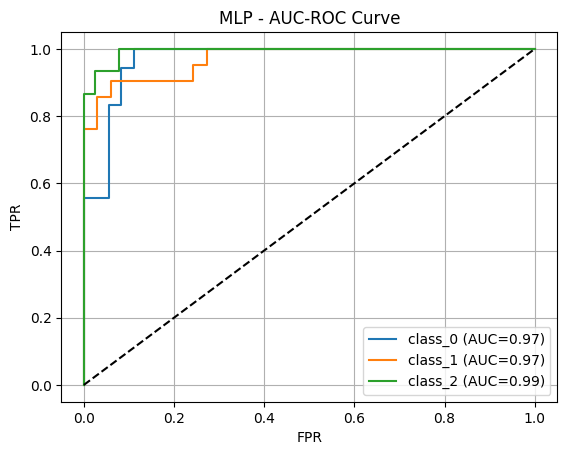 MLP - AUC-ROC Curve
TPR
1.0
0.8
0.6
0.4
0.2
0.0
0.0 0.2 0.4 0.6 0.8 1.0
FPR
class_0 (AUC=0.97)
class_1 (AUC=0.97)
class_2 (AUC=0.99)